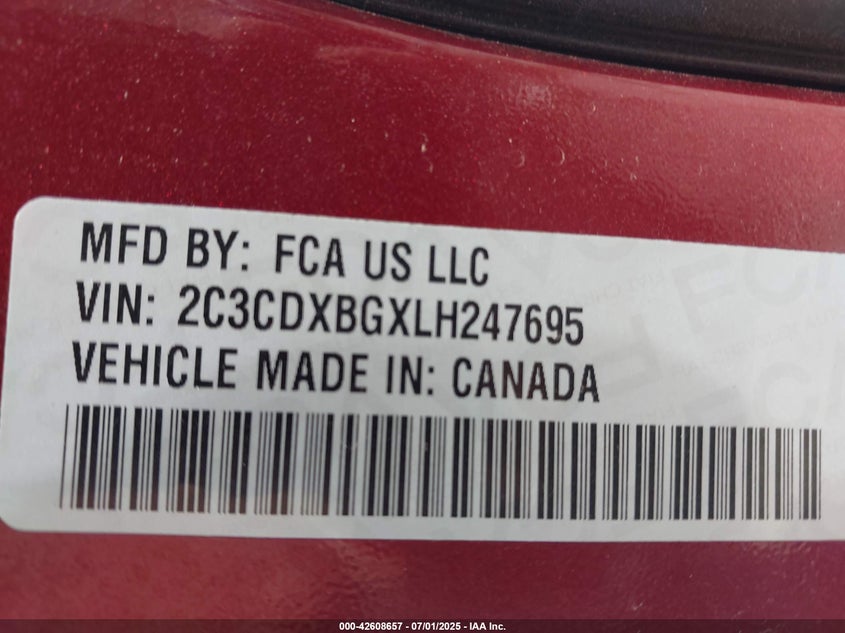 MFD BY: FCA US LLC
VIN: 2C3CDXBGXLH247695
VEHICLE MADE IN: CANADA
000-42608657 - 07/01/2025 - IAA Inc.